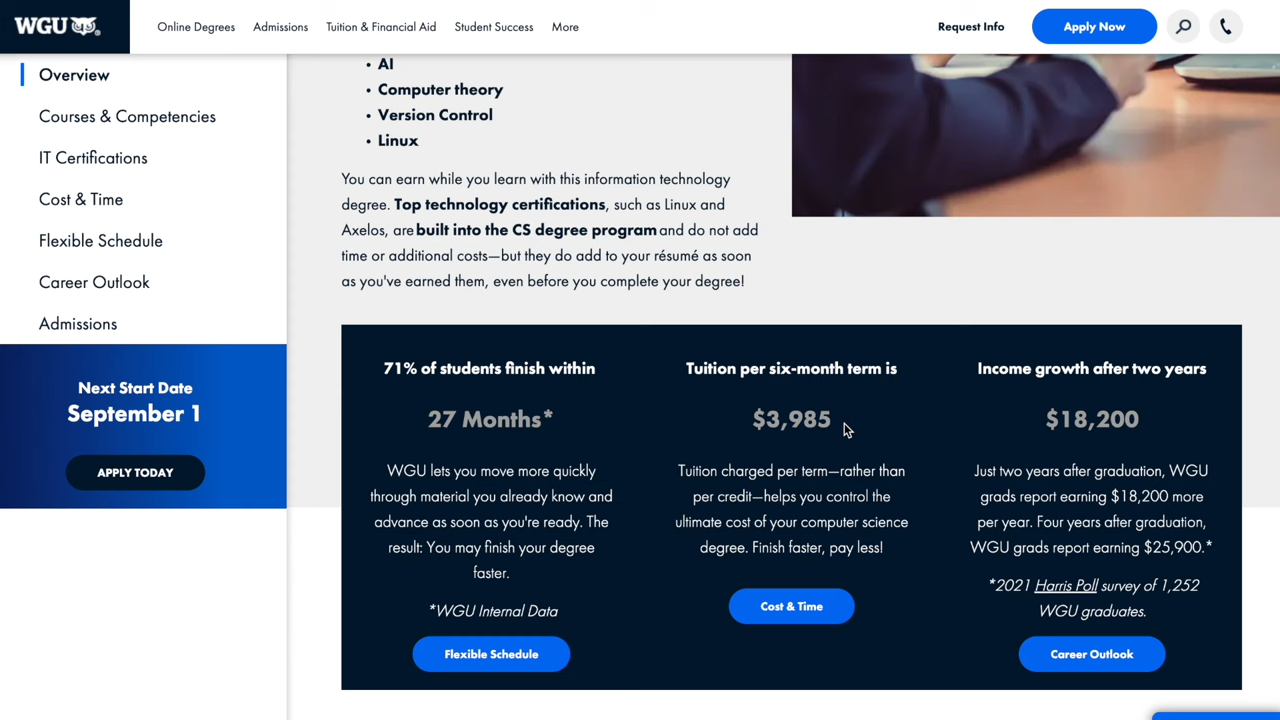 WGU
Online Degrees
Admissions
Tuition & Financial Aid
Student Success
More
Request Info
Apply Now
Overview
Courses & Competencies
IT Certifications
Cost & Time
Flexible Schedule
Career Outlook
Admissions
Next Start Date
September 1
APPLY TODAY
• AI
• Computer theory
• Version Control
• Linux
You can earn while you learn with this information technology
degree. Top technology certifications, such as Linux and
Axelos, are built into the CS degree program and do not add
time or additional costs—but they do add to your résumé as soon
as you've earned them, even before you complete your degree!
71% of students finish within
27 Months*
WGU lets you move more quickly
through material you already know and
advance as soon as you're ready. The
result: You may finish your degree
faster.
*WGU Internal Data
Flexible Schedule
Tuition per six-month term is
$3,985
Tuition charged per term—rather than
per credit—helps you control the
ultimate cost of your computer science
degree. Finish faster, pay less!
Cost & Time
Income growth after two years
$18,200
Just two years after graduation, WGU
grads report earning $18,200 more
per year. Four years after graduation,
WGU grads report earning $25,900.*
*2021 Harris Poll survey of 1,252
WGU graduates.
Career Outlook